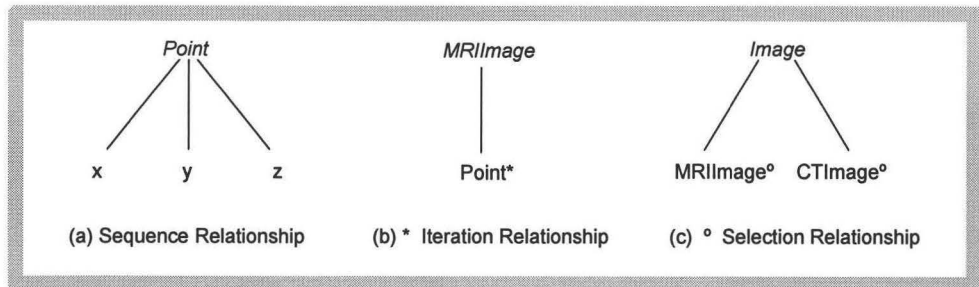 Point MRIImage Image
x y z Point* MRIImageº CTImageº
(a) Sequence Relationship (b) * Iteration Relationship (c) º Selection Relationship